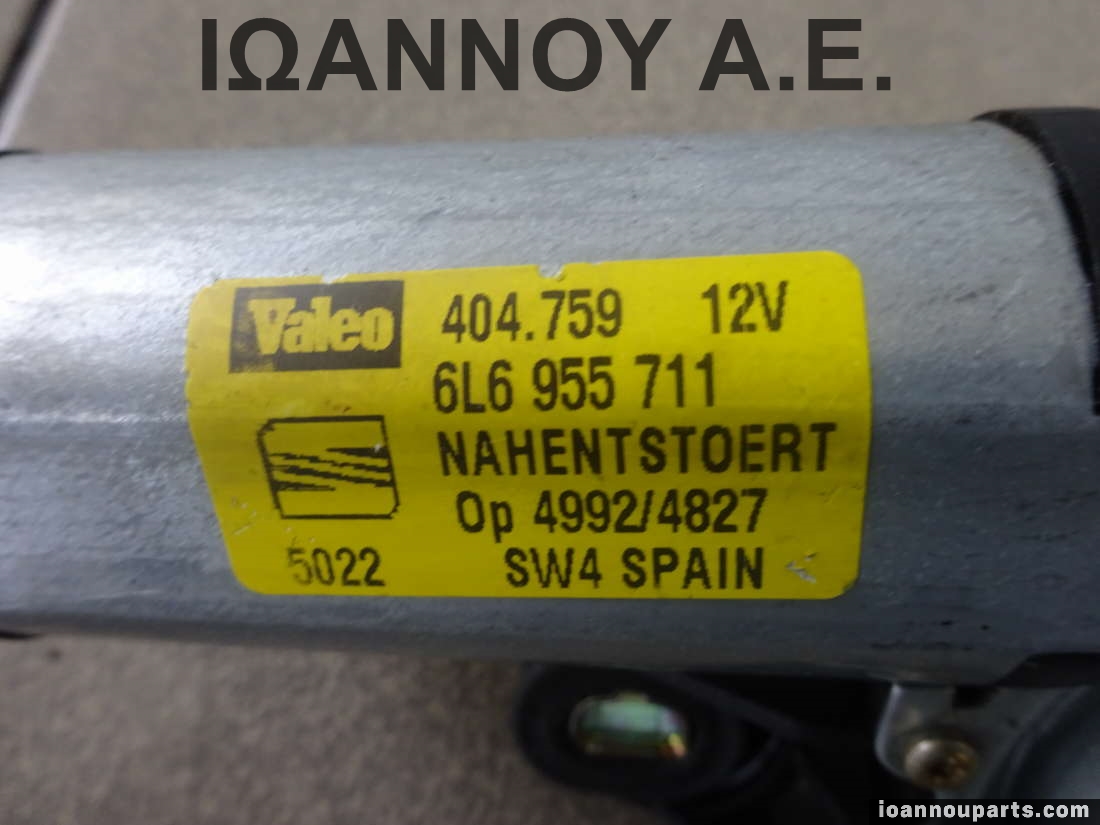 ΙΩΑΝΝΟΥ Α.Ε.
Valeo 404.759 12V
6L6 955 711
NAHENTSTOERT
Op 4992/4827
5022 SW4 SPAIN
ioannouparts.com